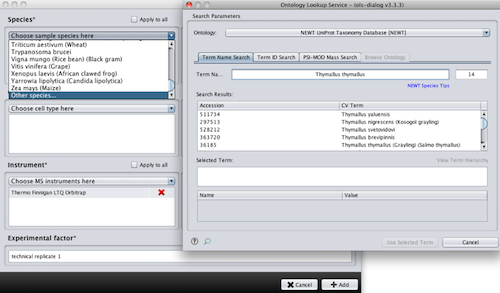 Species*
Apply to all
Choose sample species here
Triticum aestivum (Wheat)
Trypanosoma brucei
Vigna mungo (Rice bean) (Black gram)
Vitis vinifera (Grape)
Xenopus laevis (African clawed frog)
Yarrowia lipolytica (Candida lipolytica)
Zea mays (Maize)
Other species...
Choose cell type here
Instrument*
Apply to all
Choose MS instruments here
Thermo Finnigan LTQ Orbitrap
Experimental factor*
technical replicate 1
Cancel
Add
Ontology Lookup Service - (ols-dialog v3.3.3)
Search Parameters
Ontology:
NEWT UniProt Taxonomy Database [NEWT]
Term Name Search
Term ID Search
PSI-MOD Mass Search
Browse Ontology
Term Na...
Thymallus thymallus
14
NEWT Species Tips
Search Results:
Accession
CV Term
511734
Thymallus yaluensis
297513
Thymallus nigrescens (Kosogol grayling)
528212
Thymallus svetovidovi
363720
Thymallus brevipinnis
36185
Thymallus thymallus (Grayling) (Salmo thymallus)
Selected Term:
View Term Hierarchy
Name
Value
Use Selected Term
Cancel